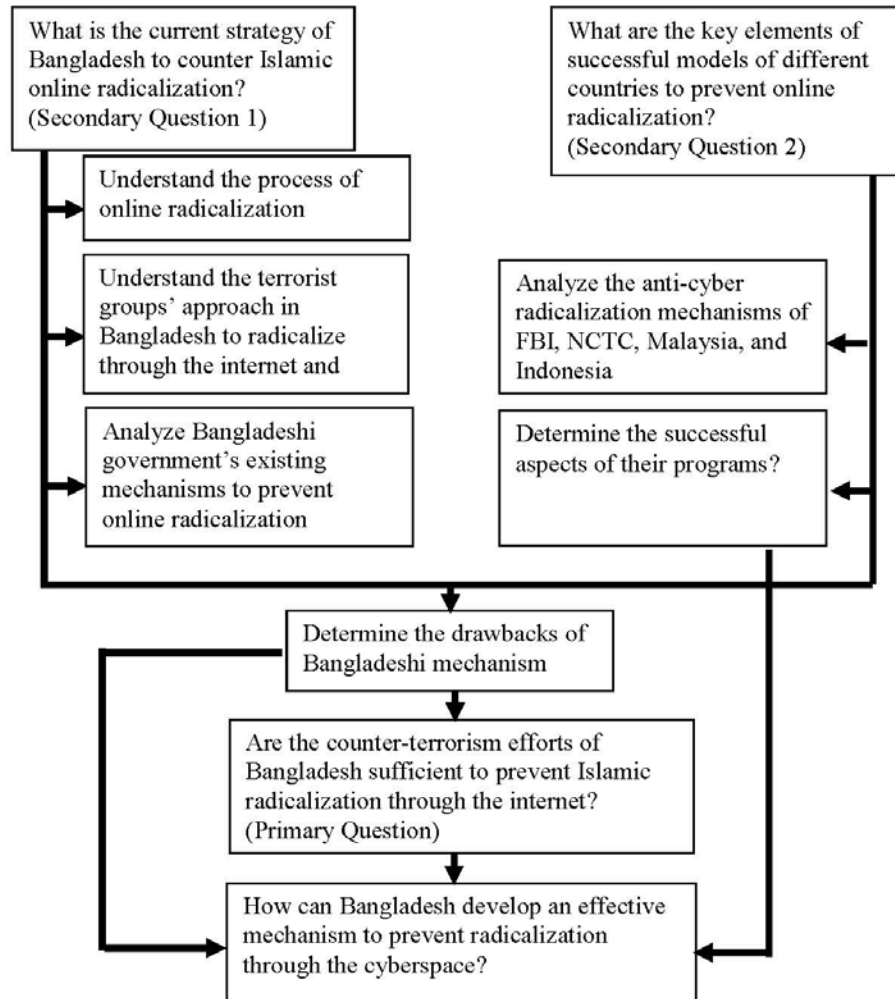 What is the current strategy of
Bangladesh to counter Islamic
online radicalization?
(Secondary Question 1)
What are the key elements of
successful models of different
countries to prevent online
radicalization?
(Secondary Question 2)
Understand the process of
online radicalization
Understand the terrorist
groups’ approach in
Bangladesh to radicalize
through the internet and
Analyze the anti-cyber
radicalization mechanisms of
FBI, NCTC, Malaysia, and
Indonesia
Analyze Bangladeshi
government’s existing
mechanisms to prevent
online radicalization
Determine the successful
aspects of their programs?
Determine the drawbacks of
Bangladeshi mechanism
Are the counter-terrorism efforts of
Bangladesh sufficient to prevent Islamic
radicalization through the internet?
(Primary Question)
How can Bangladesh develop an effective
mechanism to prevent radicalization
through the cyberspace?